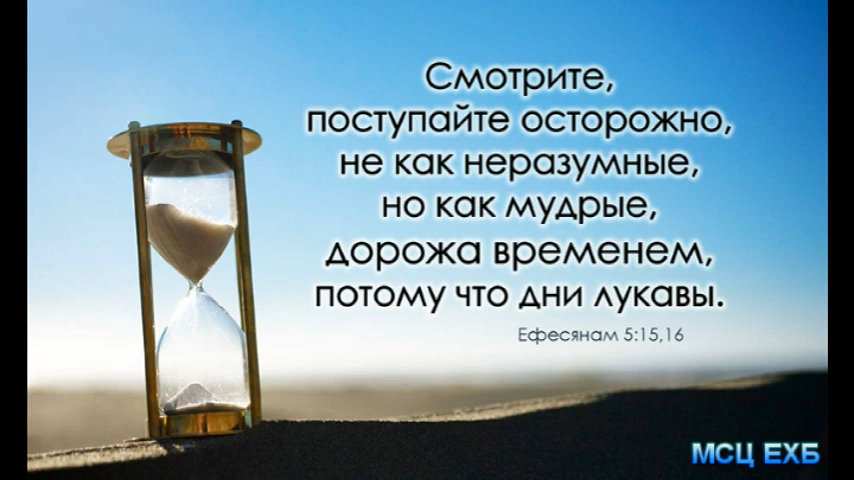 Смотрите,
поступайте осторожно,
не как неразумные,
но как мудрые,
дорожа временем,
потому что дни лукавы.
Ефесянам 5:15,16
МСЦ ЕХБ